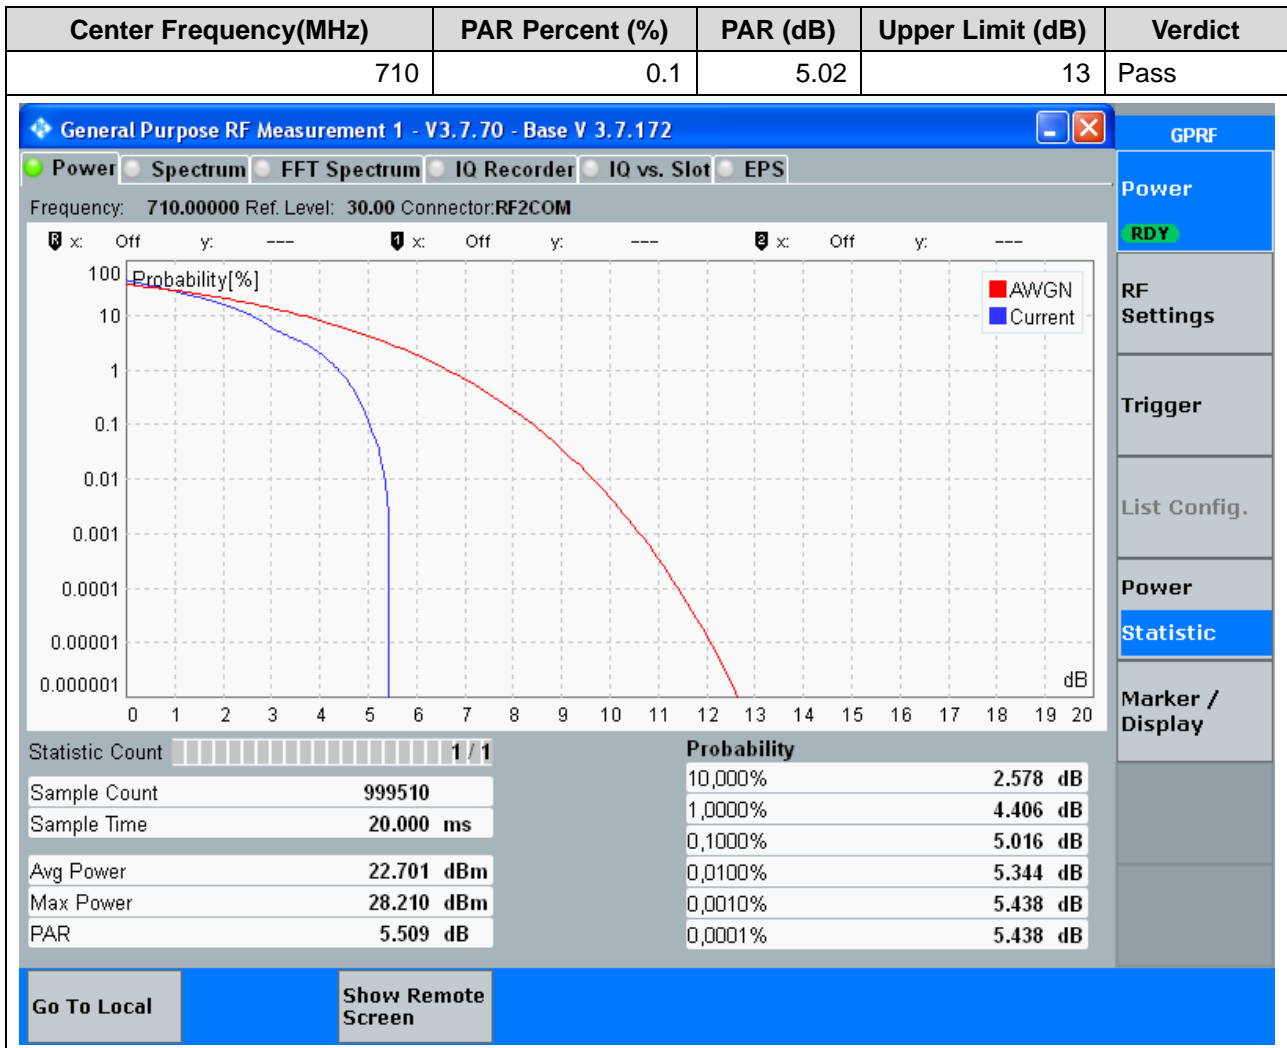 Center Frequency(MHz) PAR Percent (%) PAR (dB) Upper Limit (dB) Verdict
710 0.1 5.02 13 Pass
General Purpose RF Measurement 1 - V3.7.70 - Base V 3.7.172
GPRF
Power Spectrum FFT Spectrum IQ Recorder IQ vs. Slot EPS
Frequency: 710.00000 Ref. Level: 30.00 Connector:RF2COM
R x: Off y: --- 1 x: Off y: --- 2 x: Off y: ---
Probability[%]
AWGN
Current
100
10
1
0.1
0.01
0.001
0.0001
0.00001
0.000001
dB
0 1 2 3 4 5 6 7 8 9 10 11 12 13 14 15 16 17 18 19 20
Statistic Count 1 / 1
Sample Count 999510
Sample Time 20.000 ms
Avg Power 22.701 dBm
Max Power 28.210 dBm
PAR 5.509 dB
Probability
10,000% 2.578 dB
1,0000% 4.406 dB
0,1000% 5.016 dB
0,0100% 5.344 dB
0,0010% 5.438 dB
0,0001% 5.438 dB
Power
RDY
RF
Settings
Trigger
List Config.
Power
Statistic
Marker /
Display
Go To Local
Show Remote
Screen